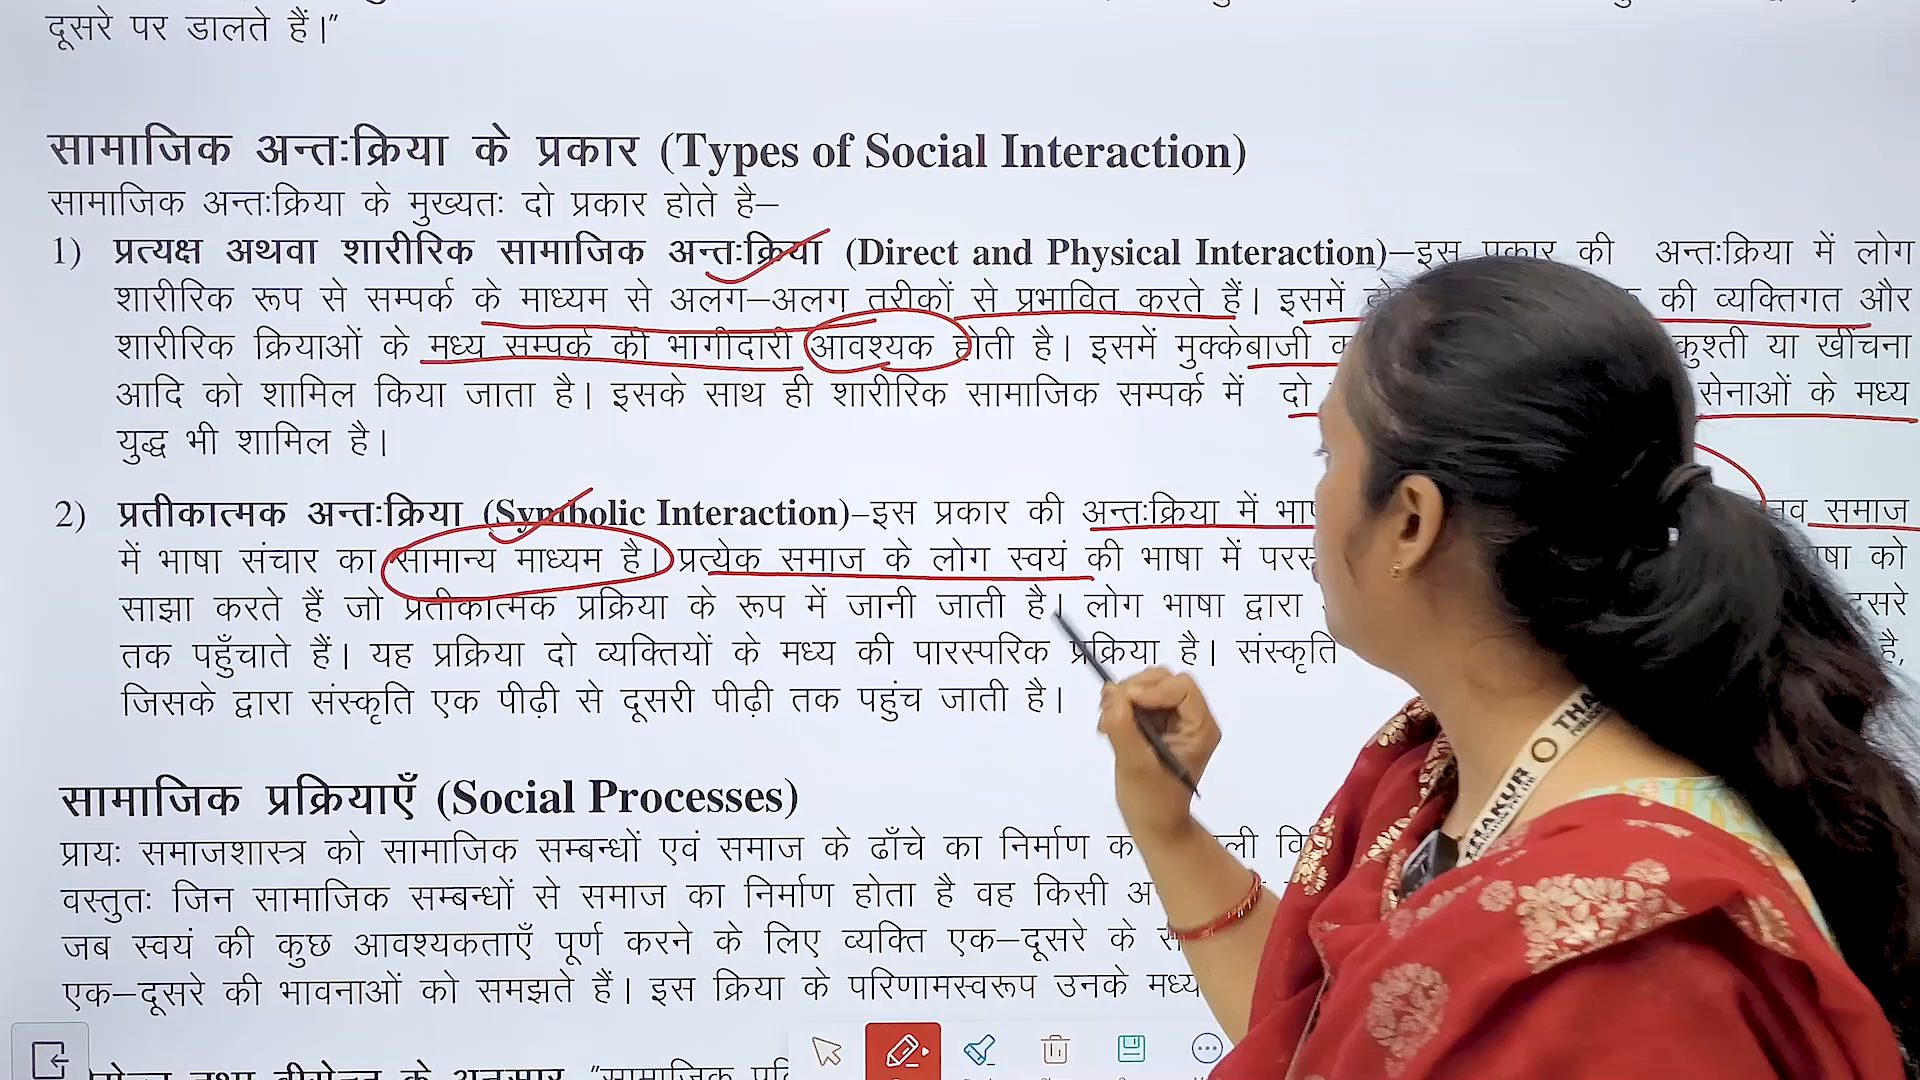 दूसरे पर डालते हैं।"
सामाजिक अन्तःक्रिया के प्रकार (Types of Social Interaction)
सामाजिक अन्तःक्रिया के मुख्यतः दो प्रकार होते है–
1) प्रत्यक्ष अथवा शारीरिक सामाजिक अन्तःक्रिया (Direct and Physical Interaction)–इस प्रकार की अन्तःक्रिया में लोग
शारीरिक रूप से सम्पर्क के माध्यम से अलग–अलग तरीकों से प्रभावित करते हैं। इसमें की व्यक्तिगत और
शारीरिक क्रियाओं के मध्य सम्पर्क की भागीदारी आवश्यक होती है। इसमें मुक्केबाजी कुश्ती या खींचना
आदि को शामिल किया जाता है। इसके साथ ही शारीरिक सामाजिक सम्पर्क में दो सेनाओं के मध्य
युद्ध भी शामिल है।
2) प्रतीकात्मक अन्तःक्रिया (Symbolic Interaction)–इस प्रकार की अन्तःक्रिया में समाज
में भाषा संचार का सामान्य माध्यम है। प्रत्येक समाज के लोग स्वयं की भाषा में को
साझा करते हैं जो प्रतीकात्मक प्रक्रिया के रूप में जानी जाती है। लोग भाषा द्वारा
तक पहुँचाते हैं। यह प्रक्रिया दो व्यक्तियों के मध्य की पारस्परिक प्रक्रिया है। संस्कृति है,
जिसके द्वारा संस्कृति एक पीढ़ी से दूसरी पीढ़ी तक पहुंच जाती है।
सामाजिक प्रक्रियाएँ (Social Processes)
प्रायः समाजशास्त्र को सामाजिक सम्बन्धों एवं समाज के ढाँचे का निर्माण
वस्तुतः जिन सामाजिक सम्बन्धों से समाज का निर्माण होता है वह किसी
जब स्वयं की कुछ आवश्यकताएँ पूर्ण करने के लिए व्यक्ति एक–दूसरे के
एक–दूसरे की भावनाओं को समझते हैं। इस क्रिया के परिणामस्वरूप उनके मध्य
के अनुसार, "सामाजिक
THAKUR